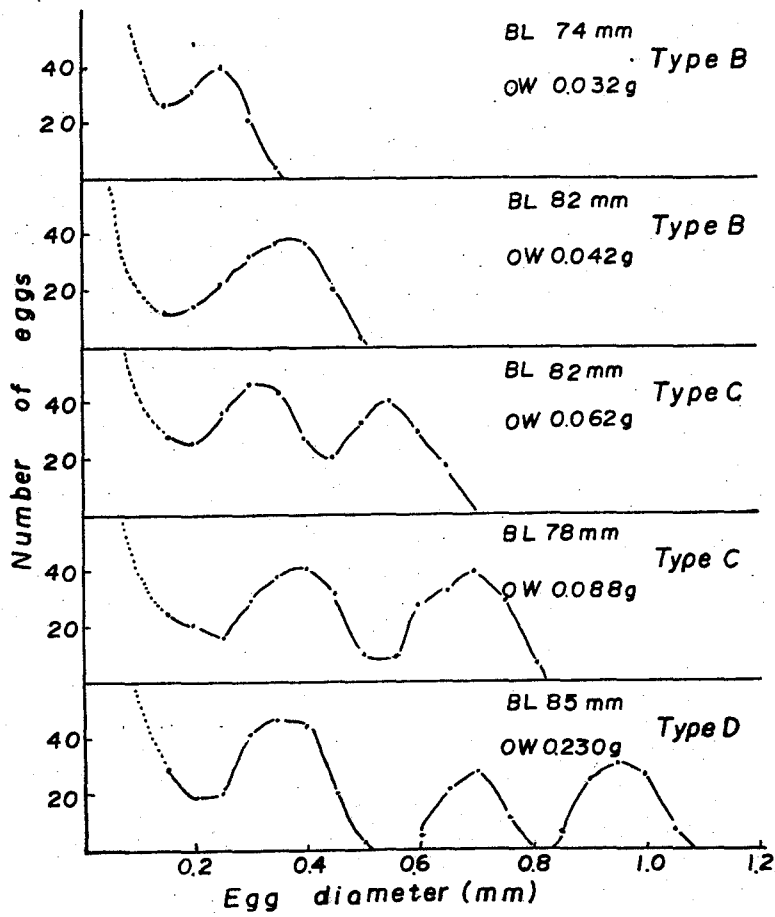 BL 74 mm
Type B
OW 0.032g
40
20
BL 82 mm
Type B
OW 0.042g
40
20
BL 82mm
Type C
OW 0.062g
40
20
BL 78mm
Type C
OW 0.088g
40
20
BL 85 mm
Type D
OW 0.230g
40
20
Number of eggs
0.2 0.4 0.6 0.8 1.0 1.2
Egg diameter (mm)